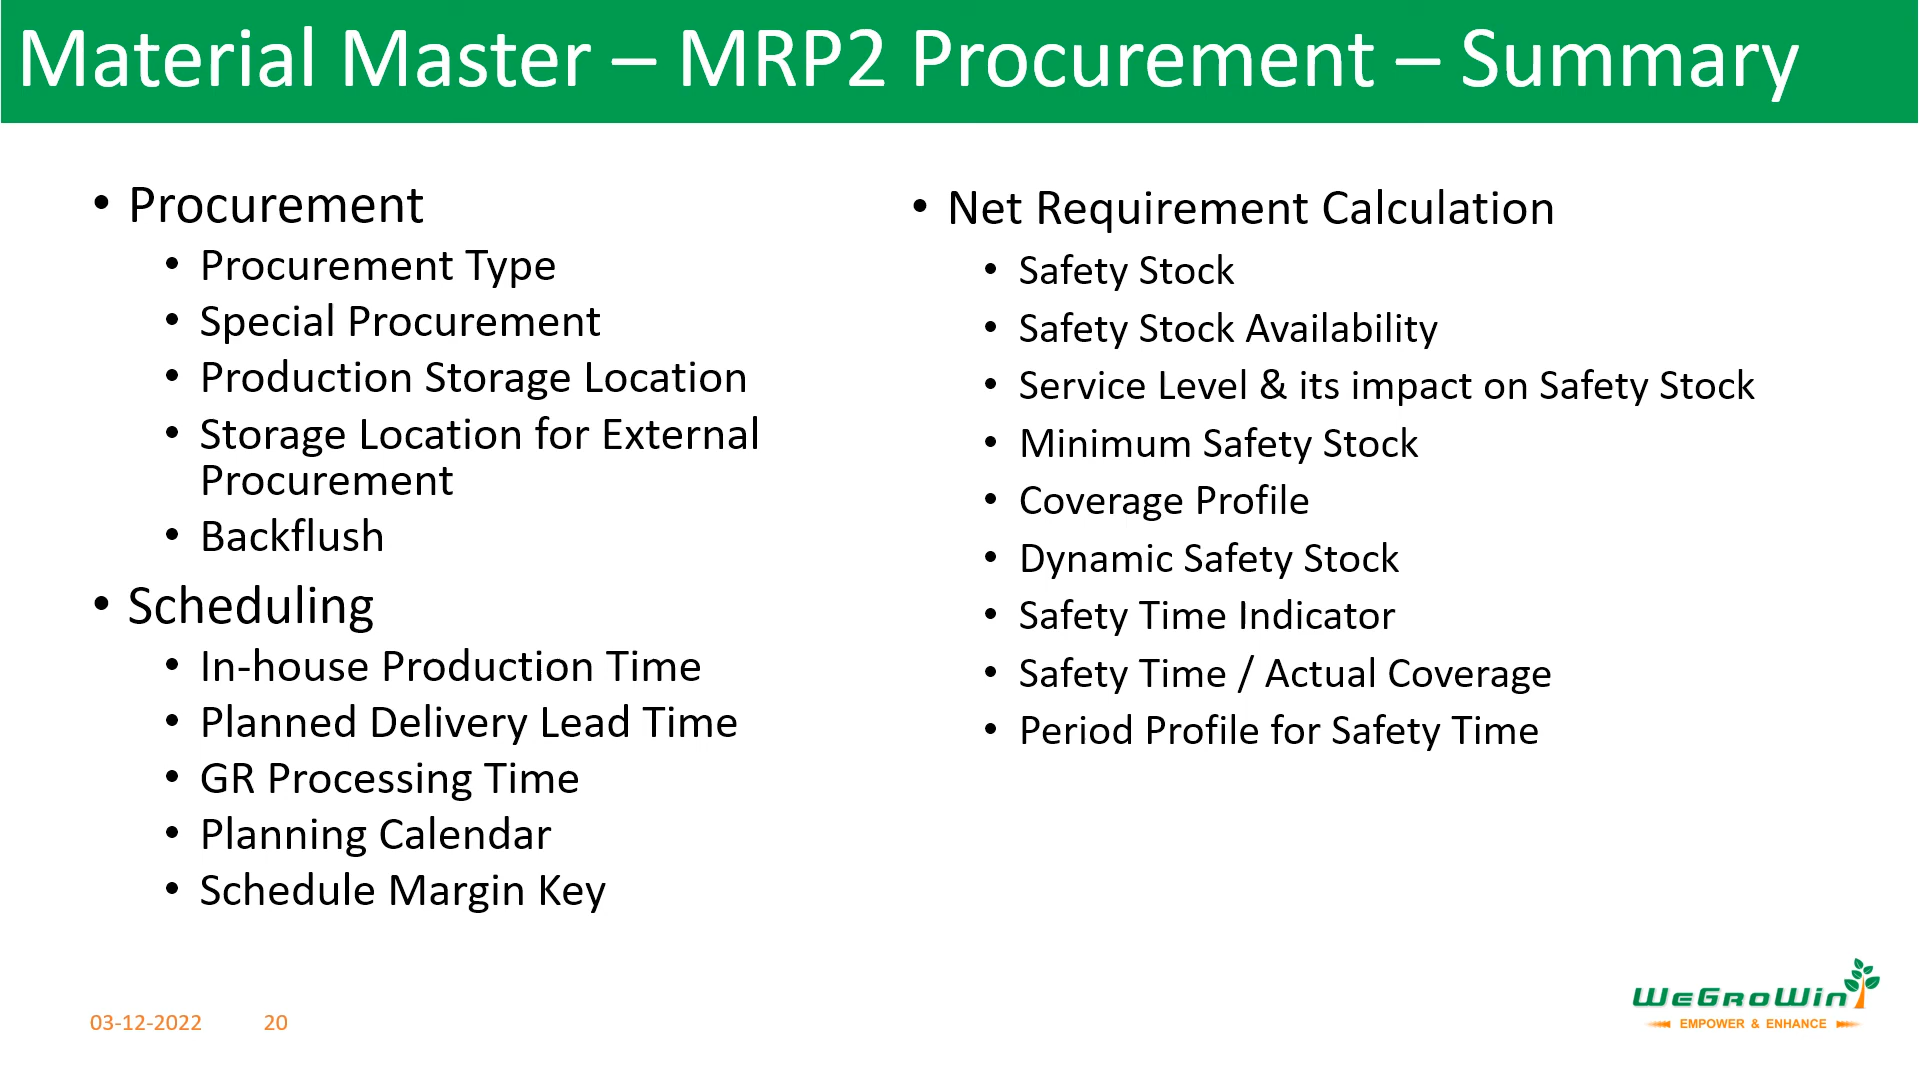 Material Master – MRP2 Procurement – Summary
• Procurement
• Procurement Type
• Special Procurement
• Production Storage Location
• Storage Location for External
Procurement
• Backflush
• Scheduling
• In-house Production Time
• Planned Delivery Lead Time
• GR Processing Time
• Planning Calendar
• Schedule Margin Key
• Net Requirement Calculation
• Safety Stock
• Safety Stock Availability
• Service Level & its impact on Safety Stock
• Minimum Safety Stock
• Coverage Profile
• Dynamic Safety Stock
• Safety Time Indicator
• Safety Time / Actual Coverage
• Period Profile for Safety Time
03-12-2022 20
WeGroWin
EMPOWER & ENHANCE